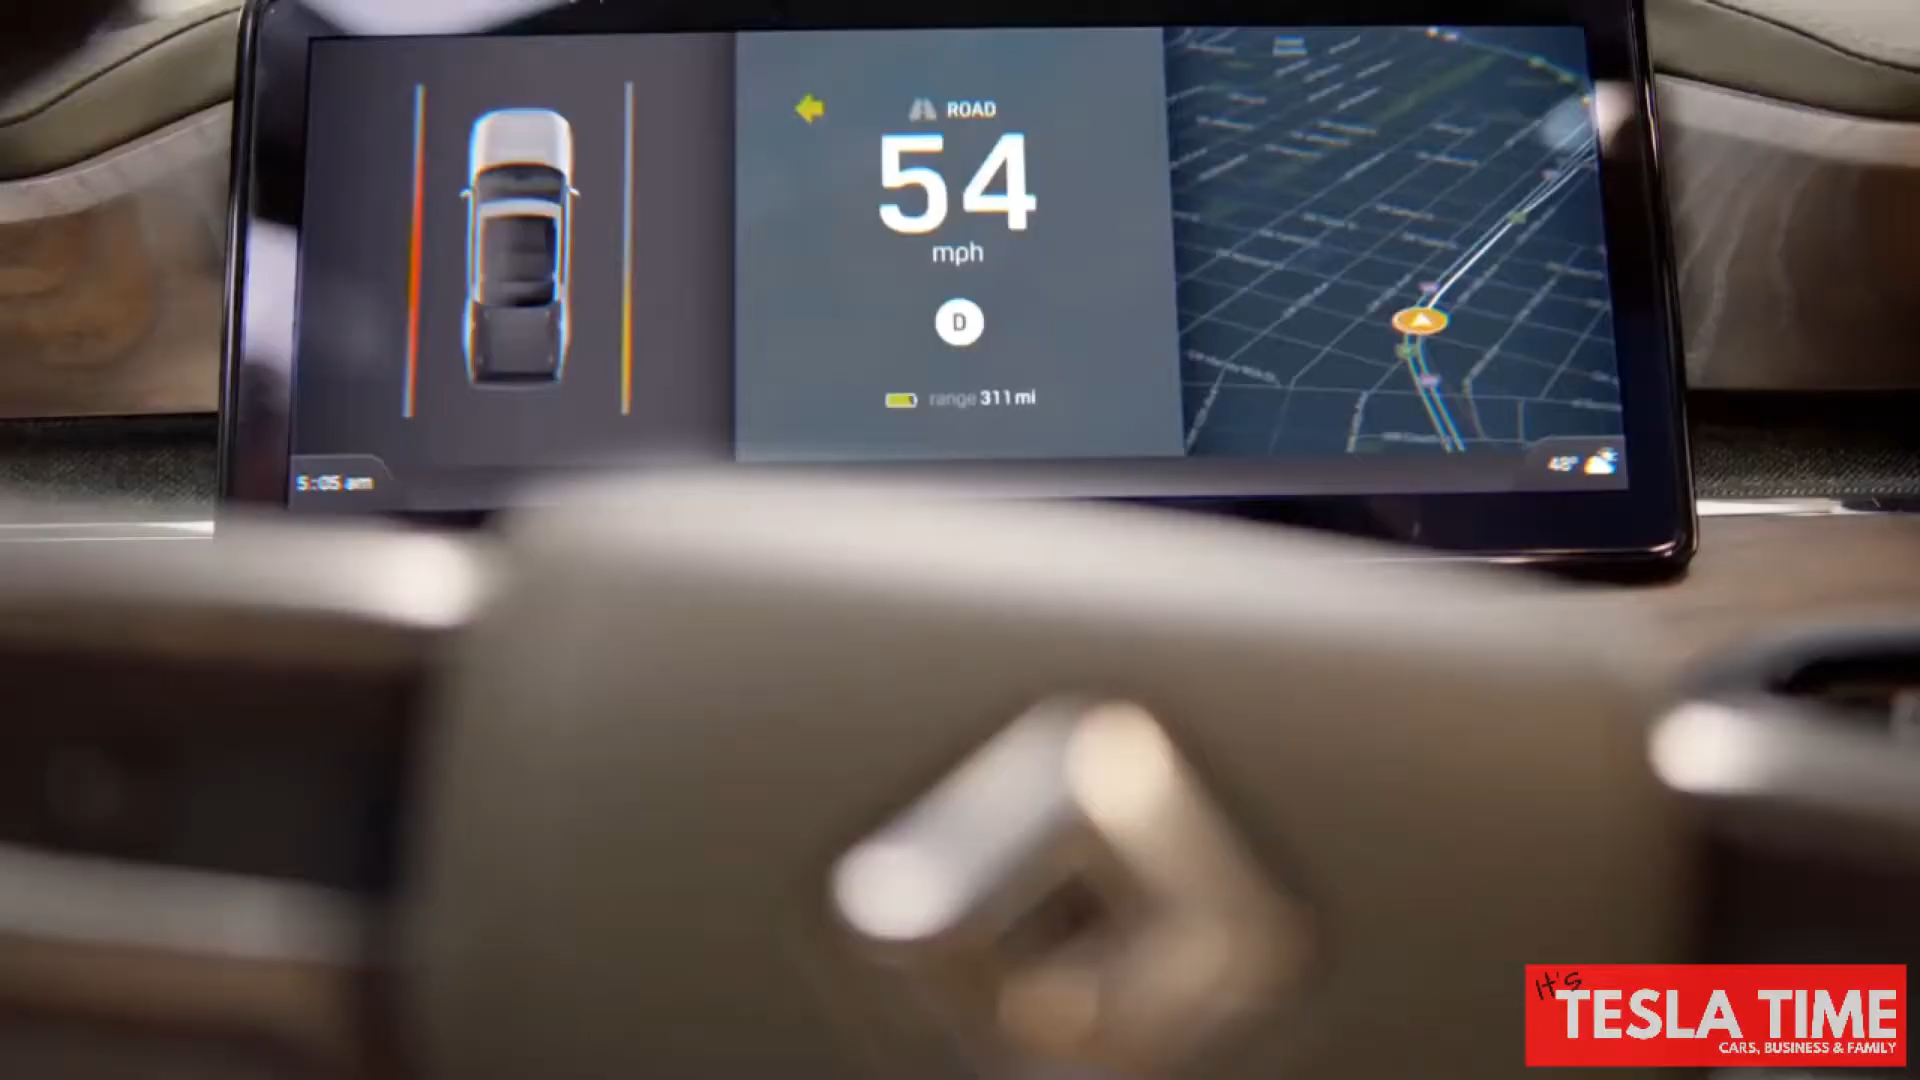 ROAD
54
mph
D
range 311 mi
5:05 am
48°
IT'S
TESLA TIME
CARS, BUSINESS & FAMILY